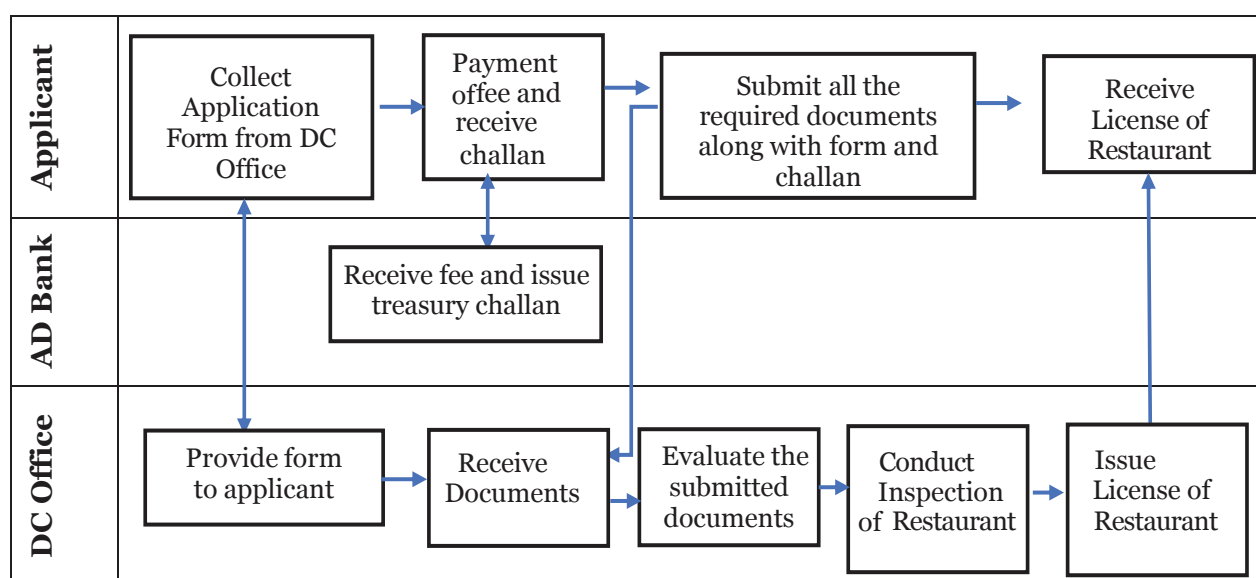 Applicant
Collect
Application
Form from DC
Office
Payment
offee and
receive
challan
Submit all the
required documents
along with form and
challan
Receive
License of
Restaurant
AD Bank
Receive fee and issue
treasury challan
DC Office
Provide form
to applicant
Receive
Documents
Evaluate the
submitted
documents
Conduct
Inspection
of Restaurant
Issue
License of
Restaurant